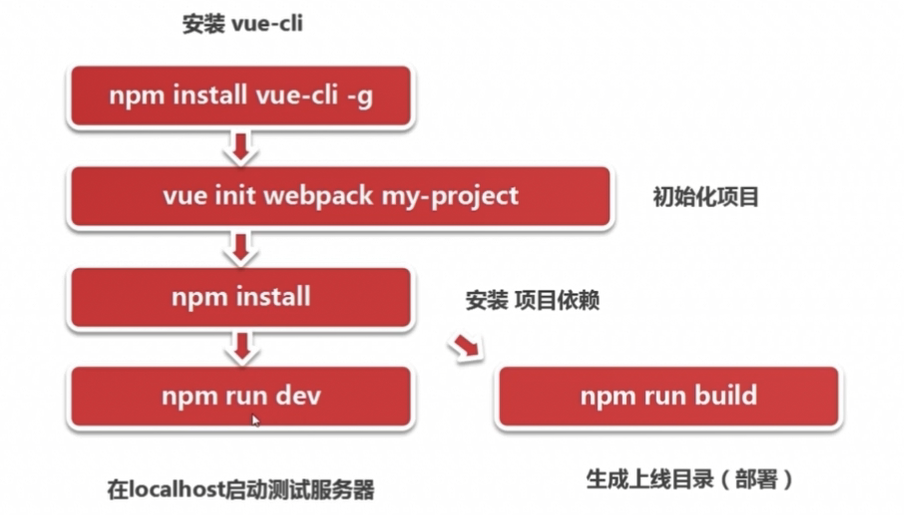 安装 vue-cli
npm install vue-cli -g
vue init webpack my-project
初始化项目
npm install
安装 项目依赖
npm run dev
npm run build
在localhost启动测试服务器
生成上线目录（部署）